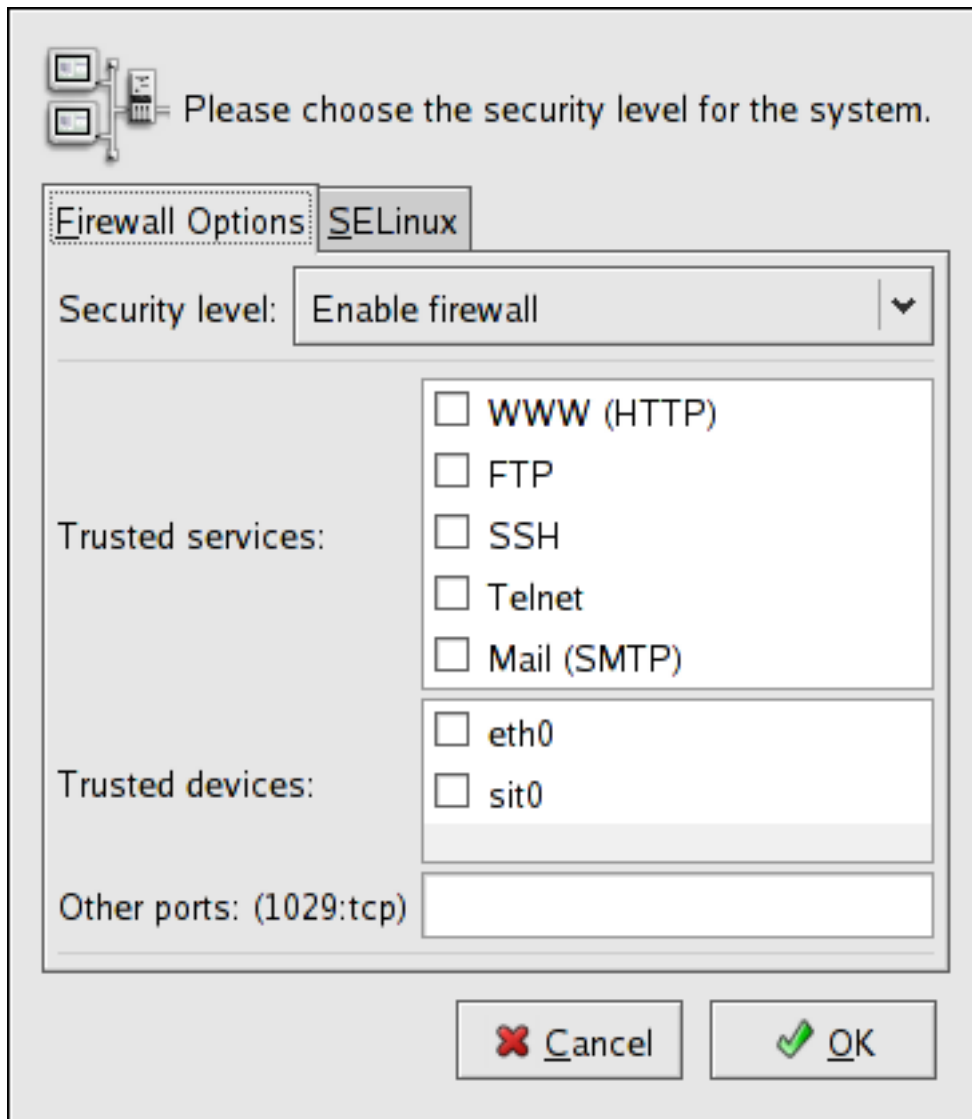 Please choose the security level for the system.
Firewall Options
SELinux
Security level: Enable firewall
Trusted services:
WWW (HTTP)
FTP
SSH
Telnet
Mail (SMTP)
Trusted devices:
eth0
sit0
Other ports: (1029:tcp)
Cancel
OK